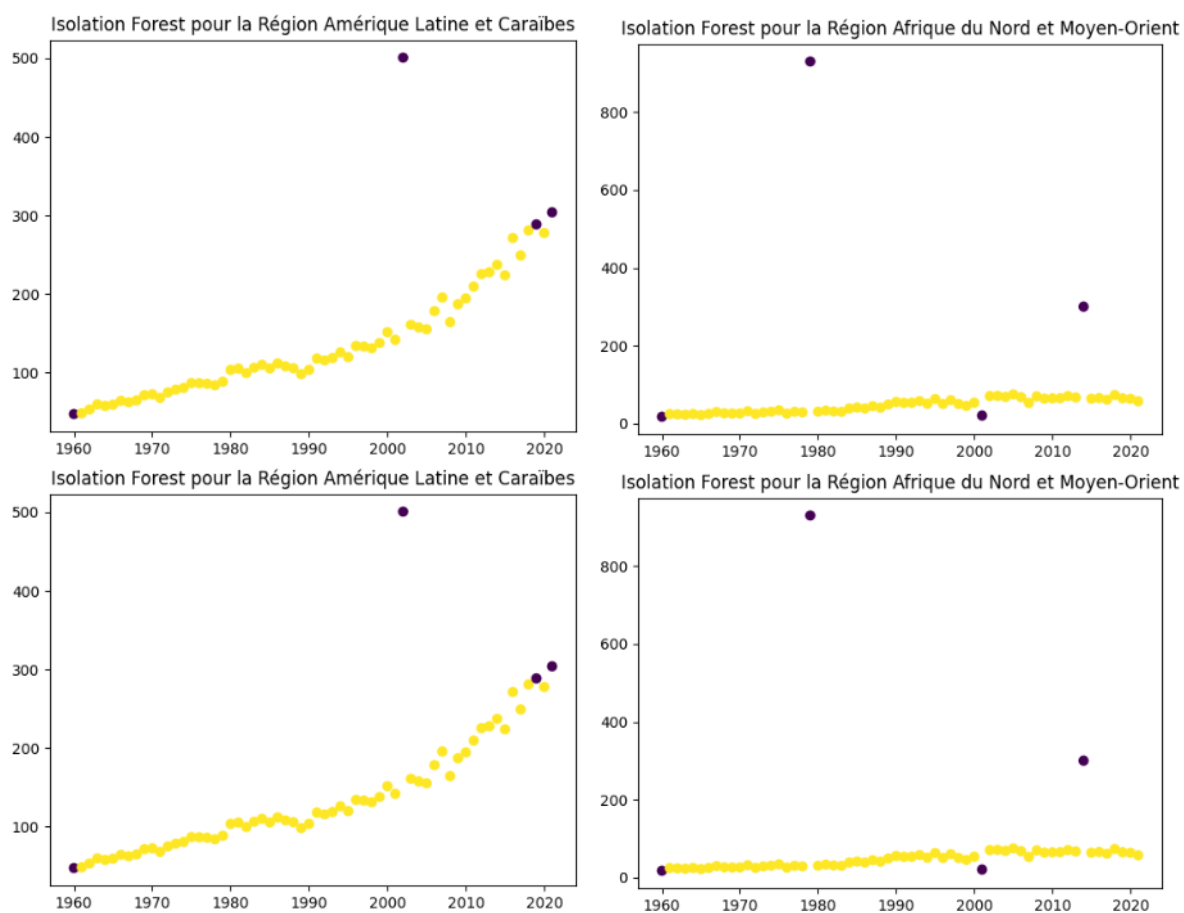 Isolation Forest pour la Région Amérique Latine et Caraïbes
500
400
300
200
100
1960 1970 1980 1990 2000 2010 2020
Isolation Forest pour la Région Afrique du Nord et Moyen-Orient
800
600
400
200
0
1960 1970 1980 1990 2000 2010 2020
Isolation Forest pour la Région Amérique Latine et Caraïbes
500
400
300
200
100
1960 1970 1980 1990 2000 2010 2020
Isolation Forest pour la Région Afrique du Nord et Moyen-Orient
800
600
400
200
0
1960 1970 1980 1990 2000 2010 2020